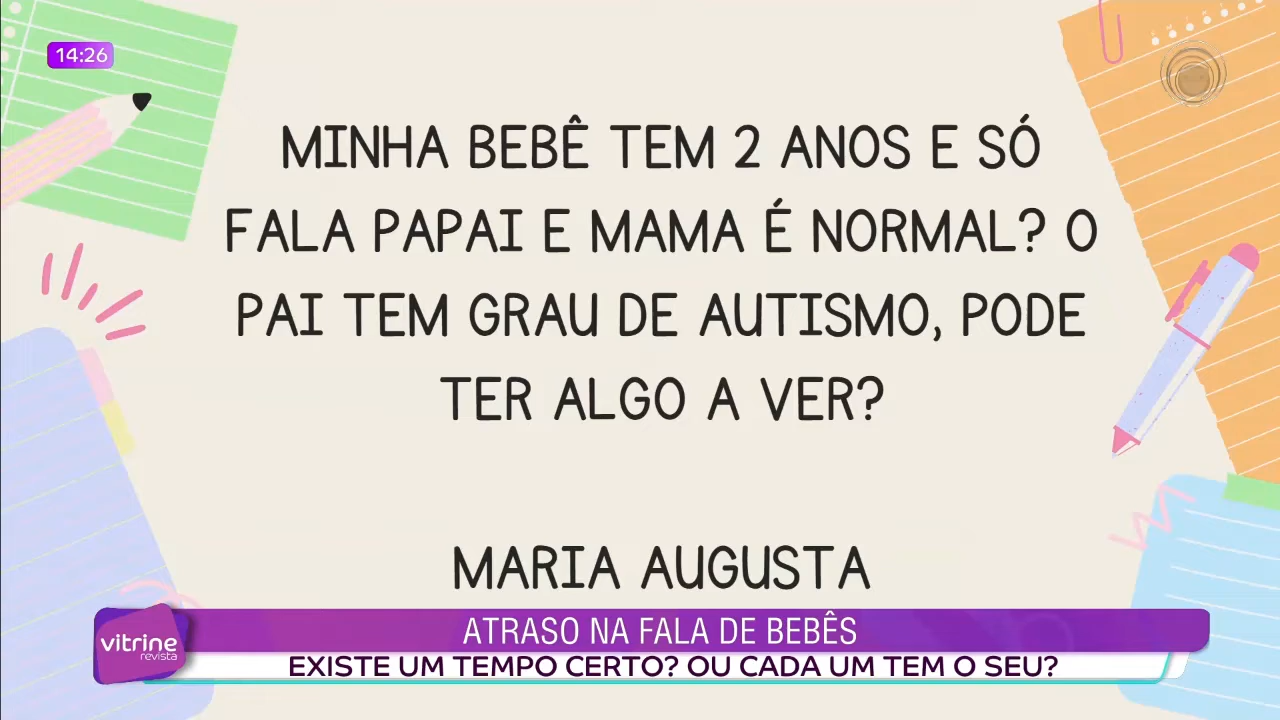 14:26
MINHA BEBÊ TEM 2 ANOS E SÓ
FALA PAPAI E MAMA É NORMAL? O
PAI TEM GRAU DE AUTISMO, PODE
TER ALGO A VER?
MARIA AUGUSTA
vitrine
revista
ATRASO NA FALA DE BEBÊS
EXISTE UM TEMPO CERTO? OU CADA UM TEM O SEU?